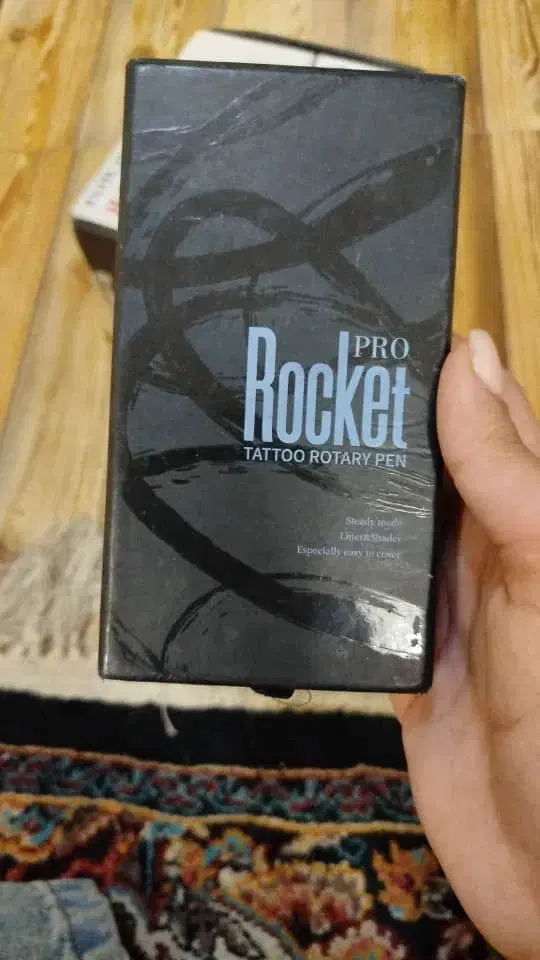 PRO
Rocket
TATTOO ROTARY PEN
Steady mode
Liner&Shader
Especially easy to cover